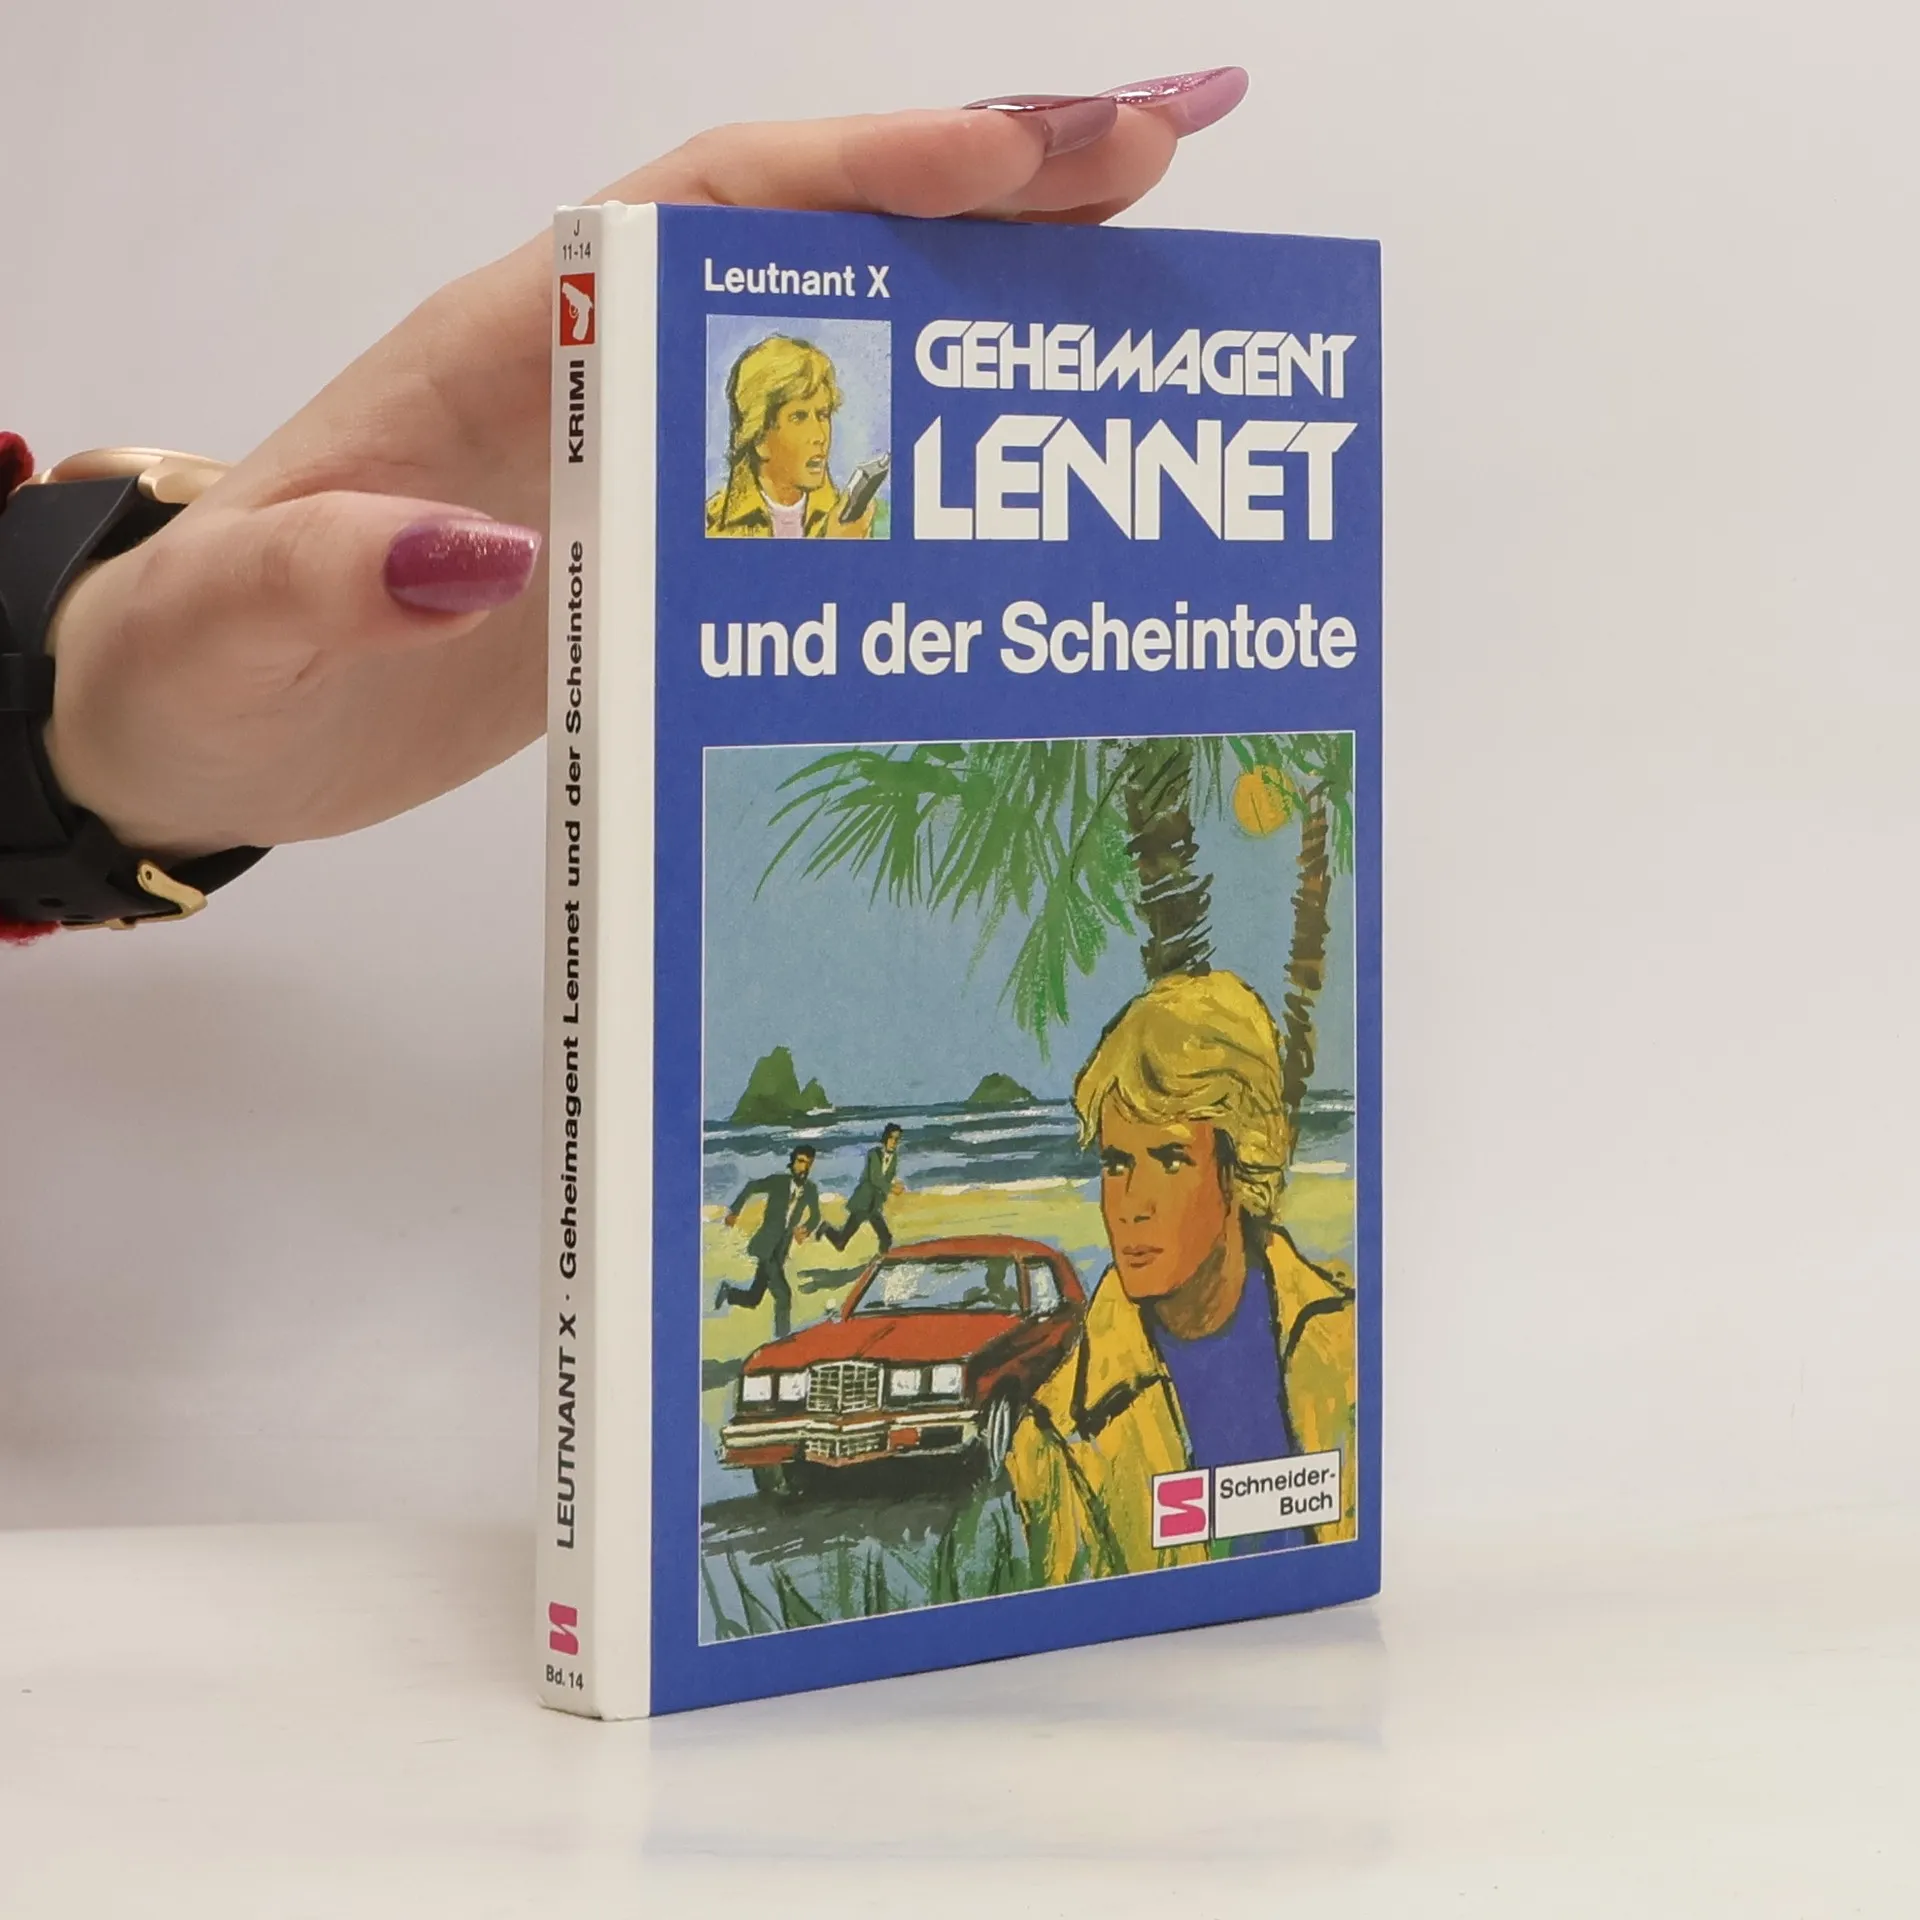 J
11-14
KRIMI
LEUTNANT X · Geheimagent Lennet und der Scheintote
Bd. 14
Leutnant X
GEHEIMAGENT
LENNET
und der Scheintote
Schneider-
Buch